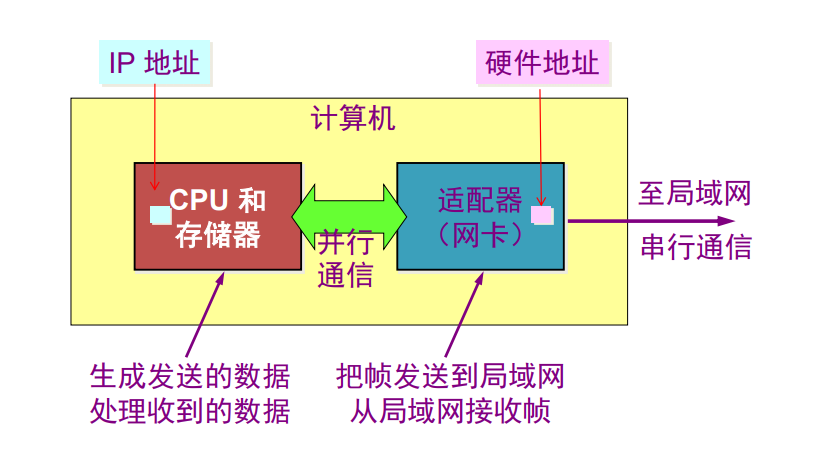 IP 地址
硬件地址
计算机
CPU 和
存储器
并行
通信
适配器
（网卡）
至局域网
串行通信
生成发送的数据
处理收到的数据
把帧发送到局域网
从局域网接收帧